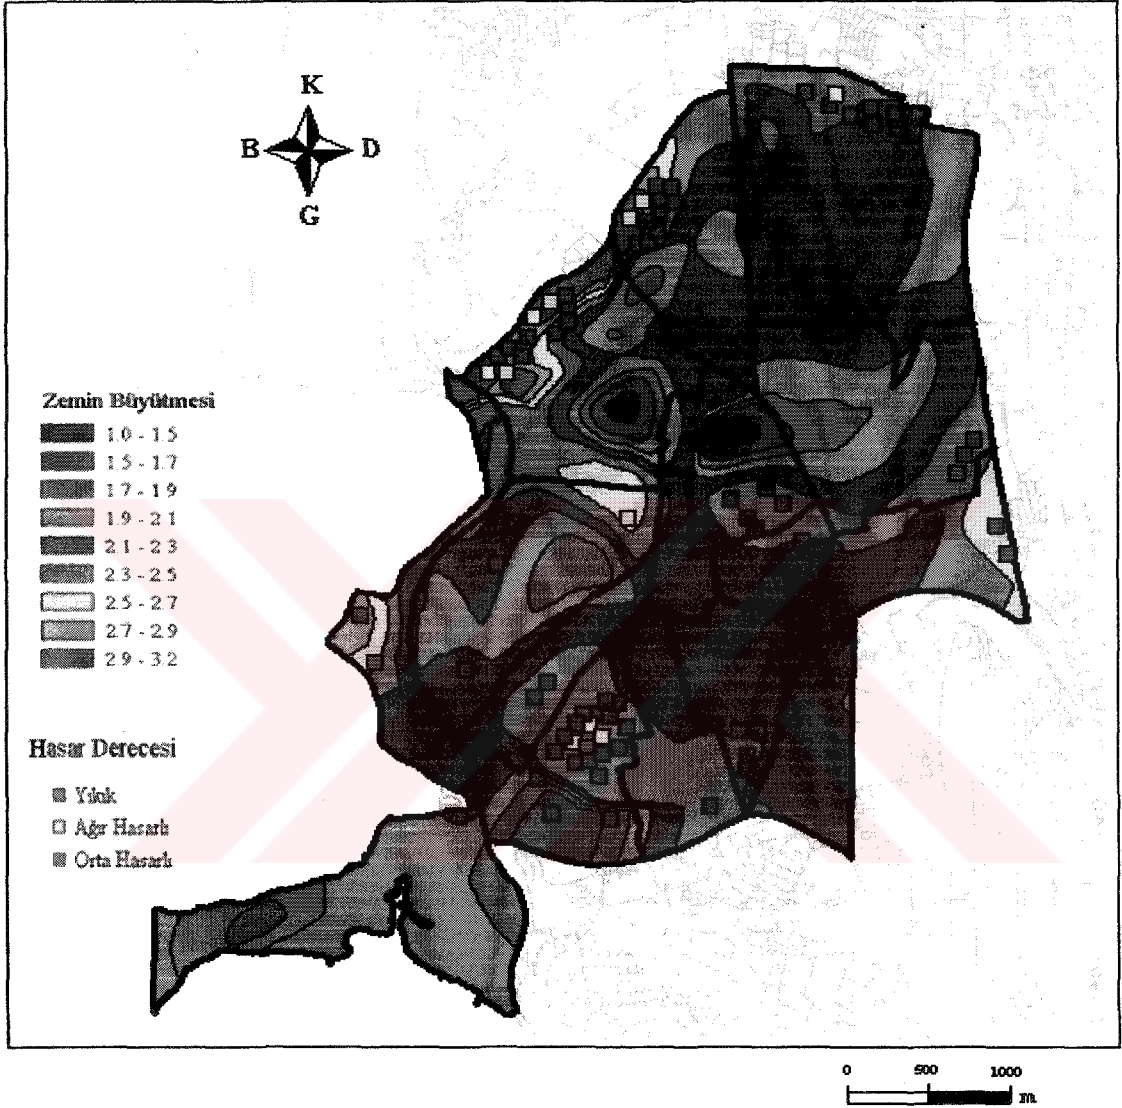 K
B D
G
Zemin Büyütmesi
1.0 - 1.5
1.5 - 1.7
1.7 - 1.9
1.9 - 2.1
2.1 - 2.3
2.3 - 2.5
2.5 - 2.7
2.7 - 2.9
2.9 - 3.2
Hasar Derecesi
Yıkık
Ağır Hasarlı
Orta Hasarlı
0 500 1000
m